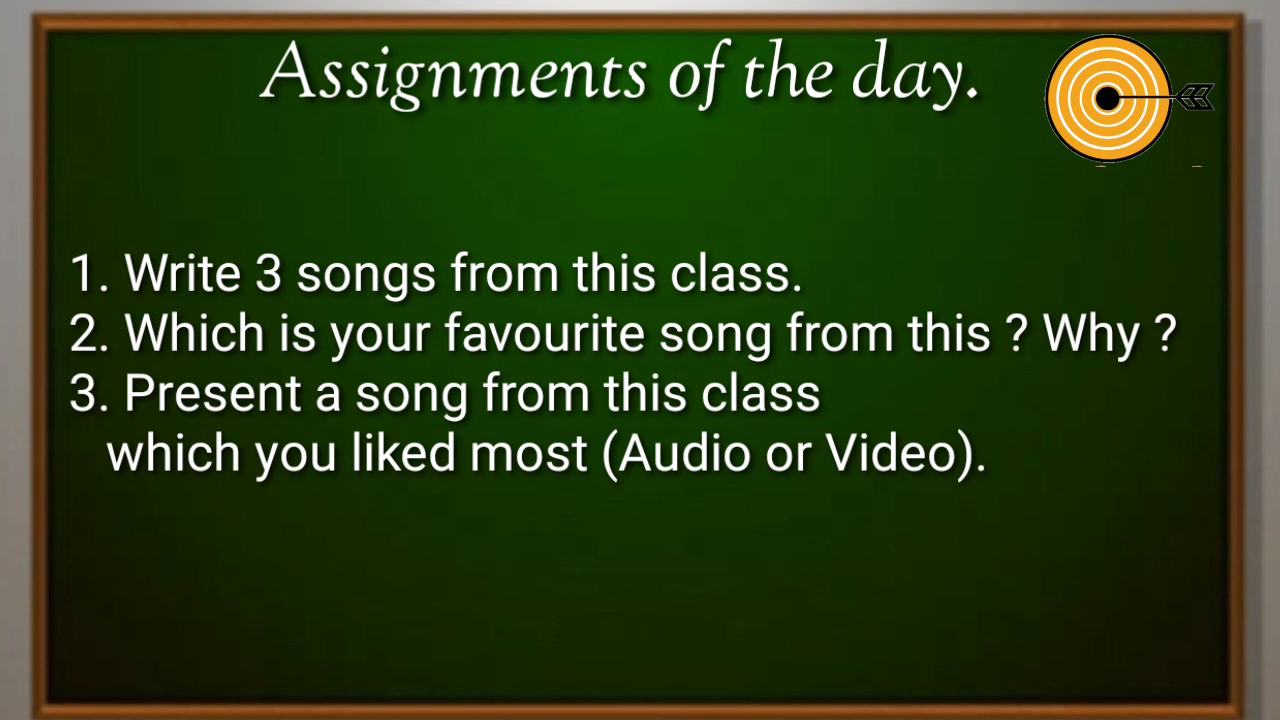 Assignments of the day.
1. Write 3 songs from this class.
2. Which is your favourite song from this ? Why ?
3. Present a song from this class
which you liked most (Audio or Video).